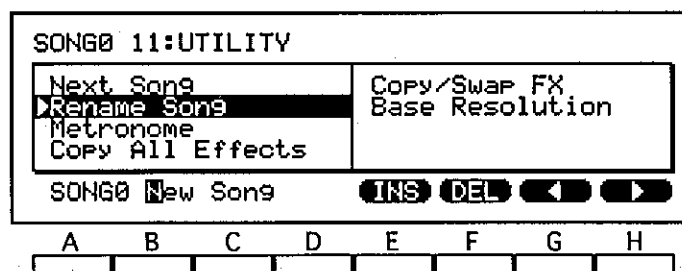 SONG0 11:UTILITY
Next Song
Rename Song
Metronome
Copy All Effects
Copy/Swap FX
Base Resolution
SONG0 New Song INS DEL
A B C D E F G H